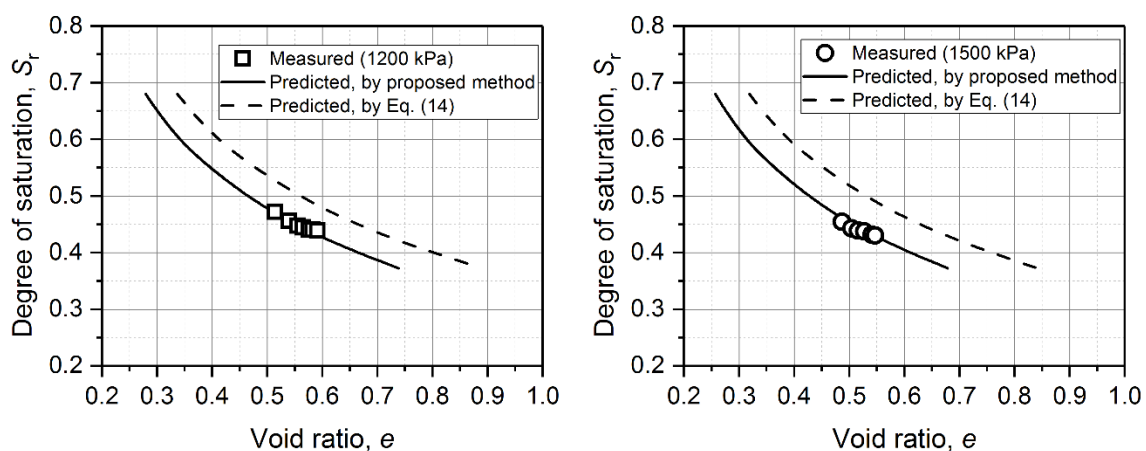 Degree of saturation, Sr
0.8
0.7
0.6
0.5
0.4
0.3
0.2
Measured (1200 kPa)
Predicted, by proposed method
Predicted, by Eq. (14)
0.2 0.3 0.4 0.5 0.6 0.7 0.8 0.9 1.0
Void ratio, e
Degree of saturation, Sr
0.8
0.7
0.6
0.5
0.4
0.3
0.2
Measured (1500 kPa)
Predicted, by proposed method
Predicted, by Eq. (14)
0.2 0.3 0.4 0.5 0.6 0.7 0.8 0.9 1.0
Void ratio, e